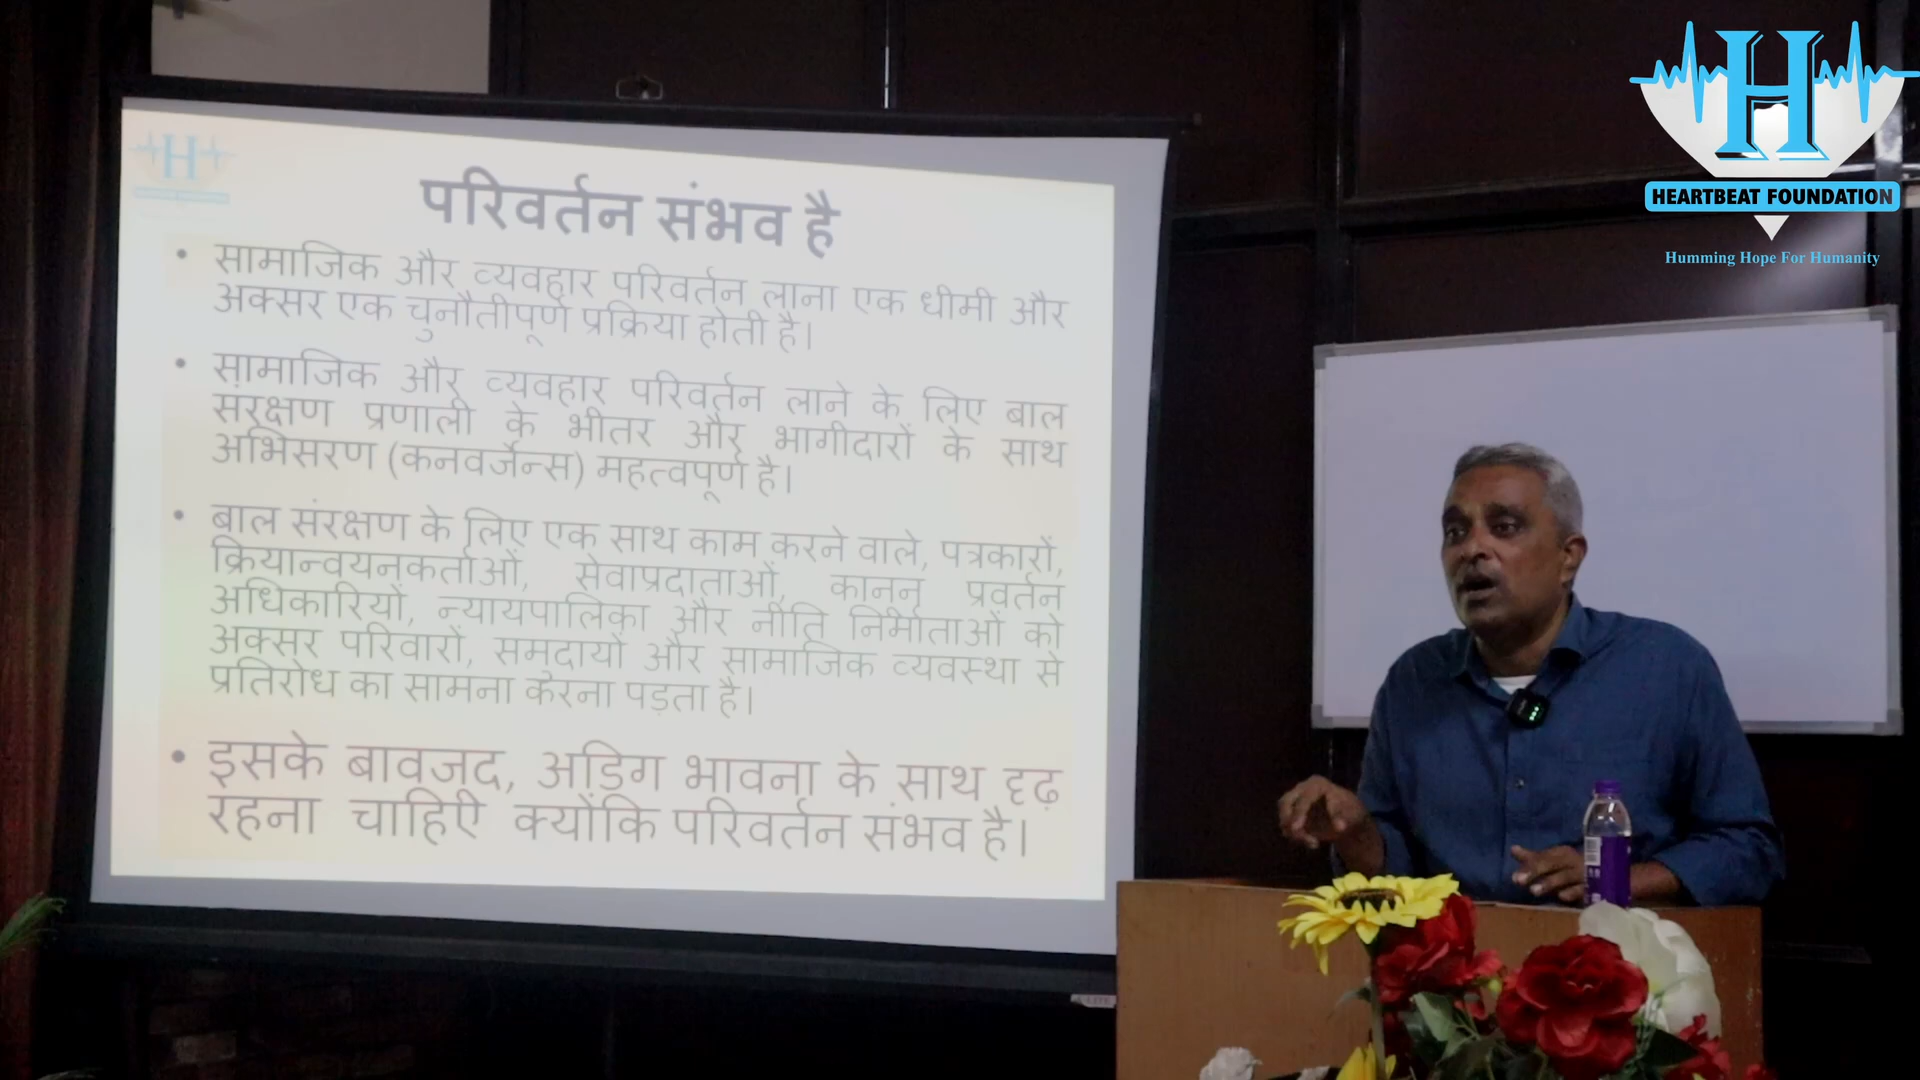 परिवर्तन संभव है
• सामाजिक और व्यवहार परिवर्तन लाना एक धीमी और
अक्सर एक चुनौतीपूर्ण प्रक्रिया होती है।
• सामाजिक और व्यवहार परिवर्तन लाने के लिए बाल
संरक्षण प्रणाली के भीतर और भागीदारों के साथ
अभिसरण (कनवर्जेन्स) महत्वपूर्ण है।
• बाल संरक्षण के लिए एक साथ काम करने वाले, पत्रकारों,
क्रियान्वयनकर्ताओं, सेवाप्रदाताओं, कानून प्रवर्तन
अधिकारियों, न्यायपालिका और नीति निर्माताओं को
अक्सर परिवारों, समुदायों और सामाजिक व्यवस्था से
प्रतिरोध का सामना करना पड़ता है।
• इसके बावजूद, अडिग भावना के साथ दृढ़
रहना चाहिऐ क्योंकि परिवर्तन संभव है।
H
HEARTBEAT FOUNDATION
Humming Hope For Humanity